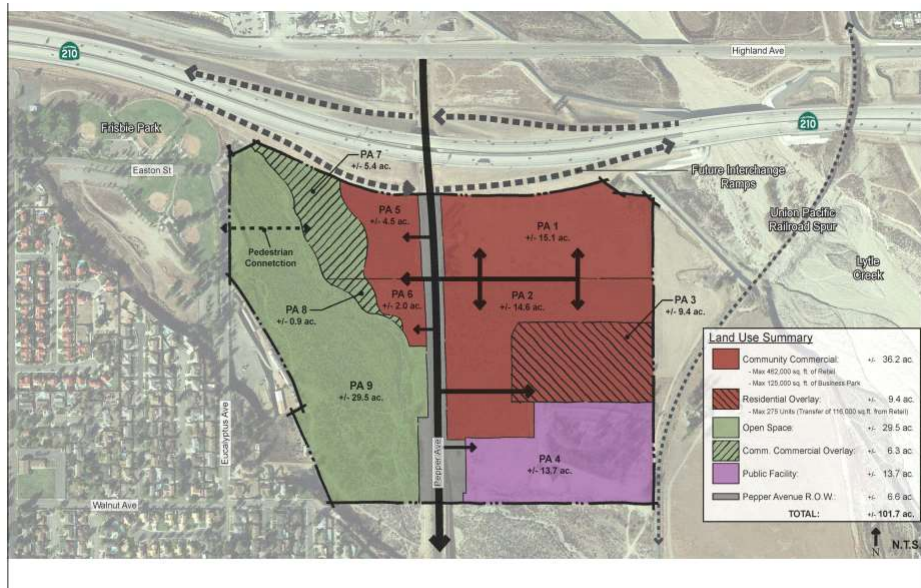 210
Highland Ave
210
Frisbie Park
Easton St
PA 7
+/- 5.4 ac.
Future Interchange
Ramps
PA 5
+/- 4.5 ac.
PA 1
+/- 15.1 ac.
Union Pacific
Railroad Spur
Pedestrian
Connetction
Lytle
Creek
PA 6
+/- 2.0 ac.
PA 2
+/- 14.6 ac.
PA 3
+/- 9.4 ac.
PA 8
+/- 0.9 ac.
PA 9
+/- 29.5 ac.
Eucalyptus Ave
Pepper Ave
PA 4
+/- 13.7 ac.
Walnut Ave
Land Use Summary
Community Commercial: +/- 36.2 ac.
- Max 462,000 sq. ft. of Retail
- Max 125,000 sq. ft. of Business Park
Residential Overlay: +/- 9.4 ac.
- Max 275 Units (Transfer of 116,000 sq.ft. from Retail)
Open Space: +/- 29.5 ac.
Comm. Commercial Overlay: +/- 6.3 ac.
Public Facility: +/- 13.7 ac.
Pepper Avenue R.O.W.: +/- 6.6 ac.
TOTAL: +/- 101.7 ac.
N
N.T.S.